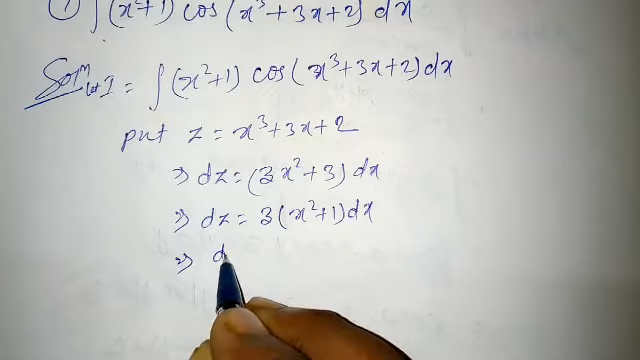 ① ∫(x²+1) cos(x³+3x+2) dx
Solⁿ let I = ∫(x²+1) cos(x³+3x+2) dx
put z = x³+3x+2
⇒ dz = (3x²+3) dx
⇒ dz = 3(x²+1) dx
⇒ d